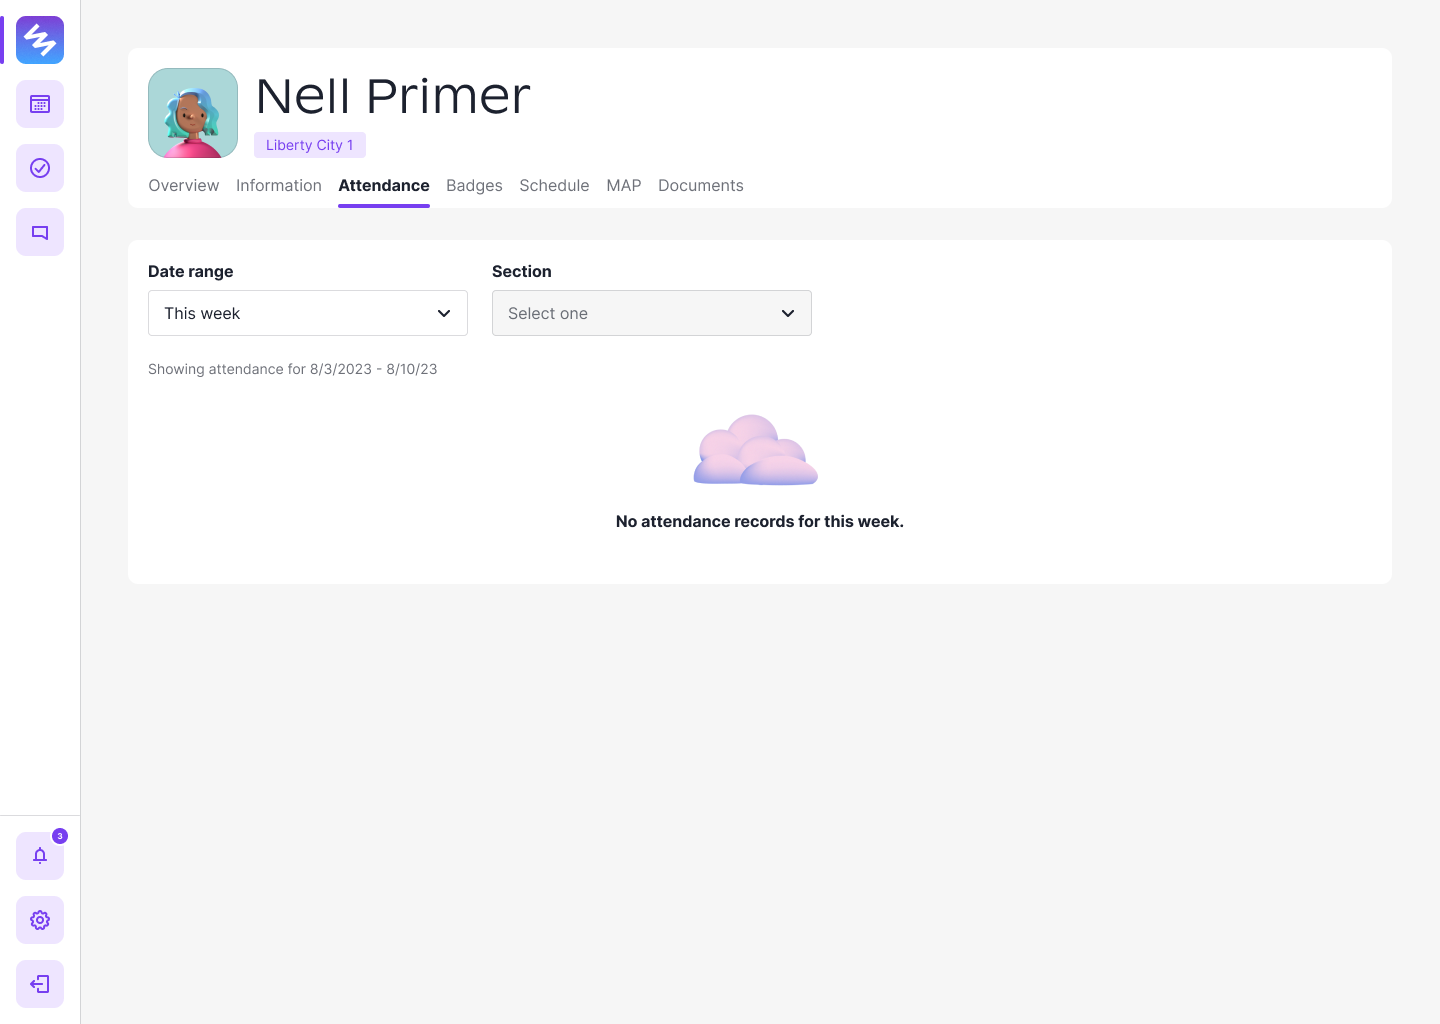 Nell Primer
Liberty City 1
Overview Information Attendance Badges Schedule MAP Documents
Date range Section
This week Select one
Showing attendance for 8/3/2023 - 8/10/23
No attendance records for this week.
3